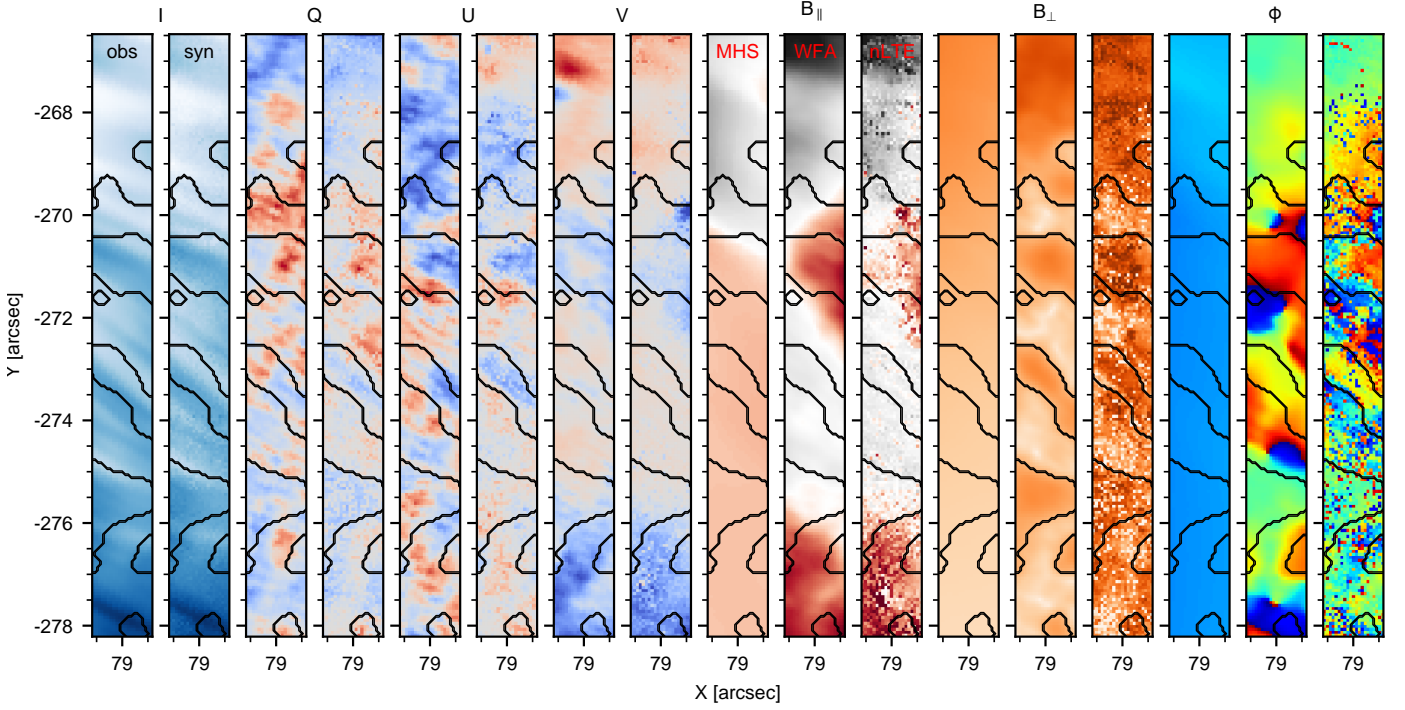 I Q U V B∥ B⊥ ϕ
obs syn MHS WFA nLTE
-268
-270
-272
-274
-276
-278
Y [arcsec]
79 79 79 79 79 79 79 79 79 79 79 79 79 79 79 79 79
X [arcsec]